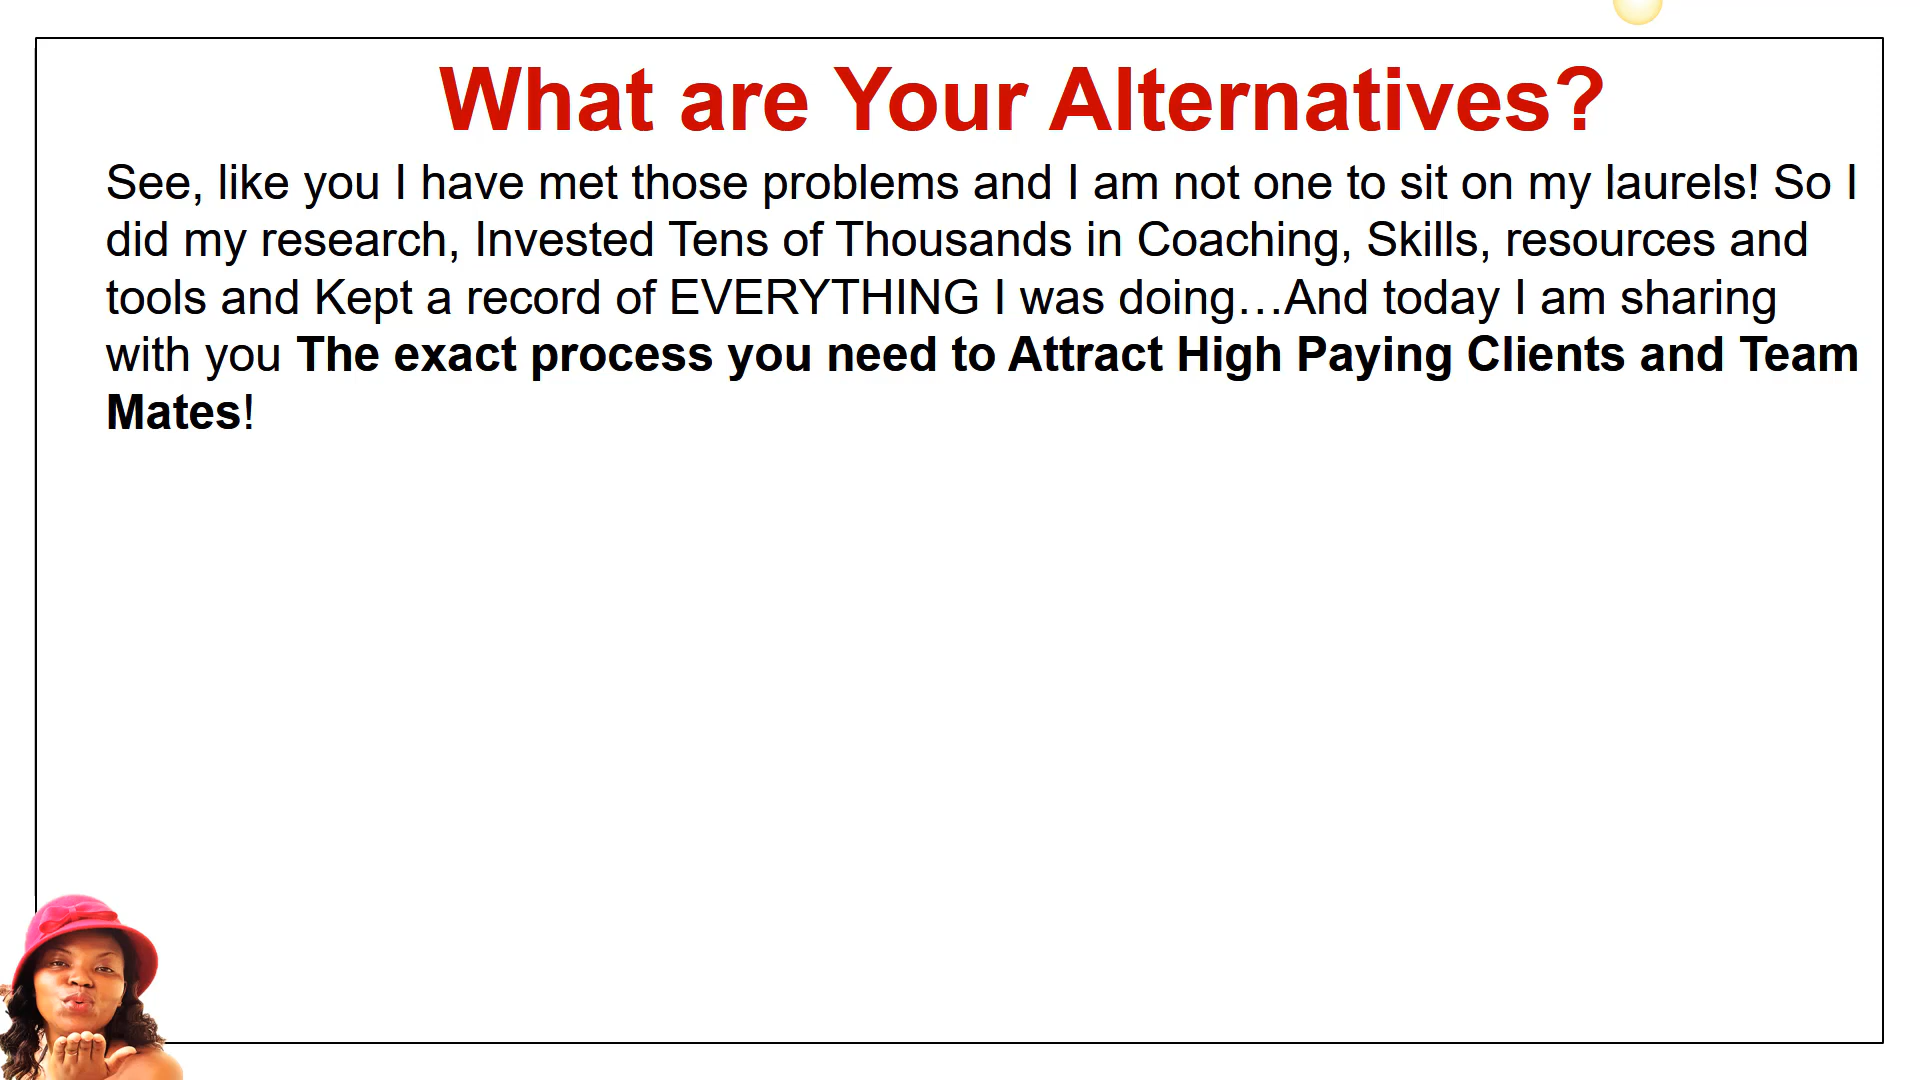 What are Your Alternatives?
See, like you I have met those problems and I am not one to sit on my laurels! So I
did my research, Invested Tens of Thousands in Coaching, Skills, resources and
tools and Kept a record of EVERYTHING I was doing…And today I am sharing
with you The exact process you need to Attract High Paying Clients and Team
Mates!